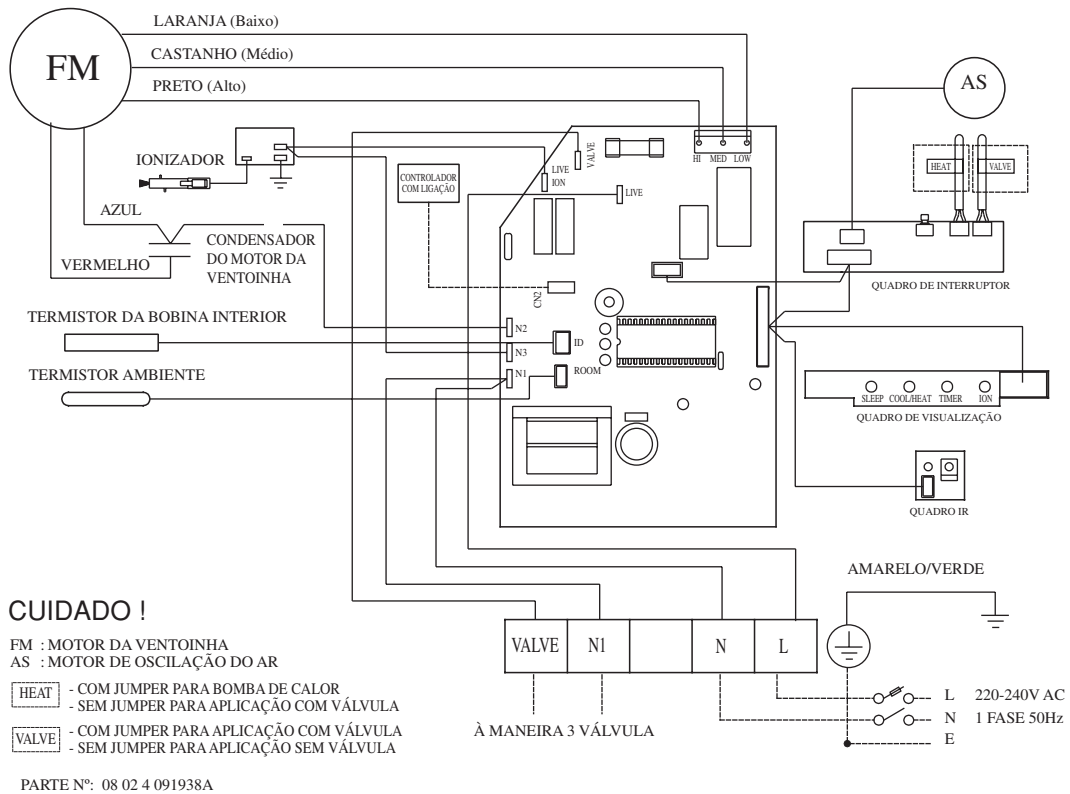 LARANJA (Baixo)
CASTANHO (Médio)
PRETO (Alto)
FM
AS
IONIZADOR
AZUL
VERMELHO
CONDENSADOR
DO MOTOR DA
VENTOINHA
CONTROLADOR
COM LIGAÇÃO
VALVE
LIVE
ION
LIVE
HI MED LOW
HEAT
VALVE
QUADRO DE INTERRUPTOR
CN2
TERMISTOR DA BOBINA INTERIOR
N2
ID
N3
TERMISTOR AMBIENTE
N1
ROOM
SLEEP COOL/HEAT TIMER ION
QUADRO DE VISUALIZAÇÃO
QUADRO IR
AMARELO/VERDE
CUIDADO !
FM : MOTOR DA VENTOINHA
AS : MOTOR DE OSCILAÇÃO DO AR
HEAT - COM JUMPER PARA BOMBA DE CALOR
- SEM JUMPER PARA APLICAÇÃO COM VÁLVULA
VALVE - COM JUMPER PARA APLICAÇÃO COM VÁLVULA
- SEM JUMPER PARA APLICAÇÃO SEM VÁLVULA
PARTE Nº: 08 02 4 091938A
VALVE N1 N L
À MANEIRA 3 VÁLVULA
L 220-240V AC
N 1 FASE 50Hz
E